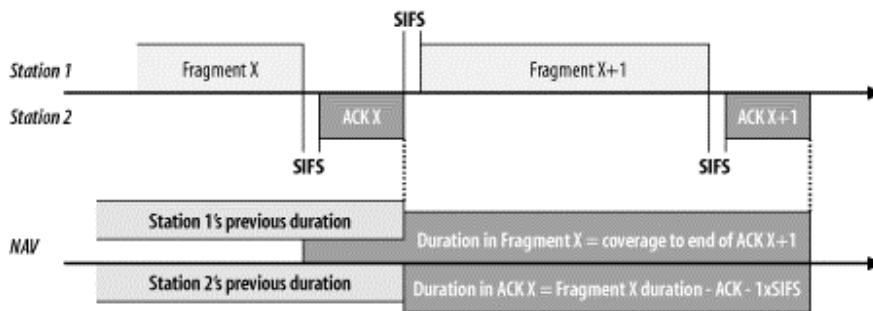 SIFS
Station 1
Fragment X
Fragment X+1
Station 2
ACK X
ACK X+1
SIFS
SIFS
Station 1's previous duration
NAV
Duration in Fragment X = coverage to end of ACK X+1
Station 2's previous duration
Duration in ACK X = Fragment X duration - ACK - 1xSIFS